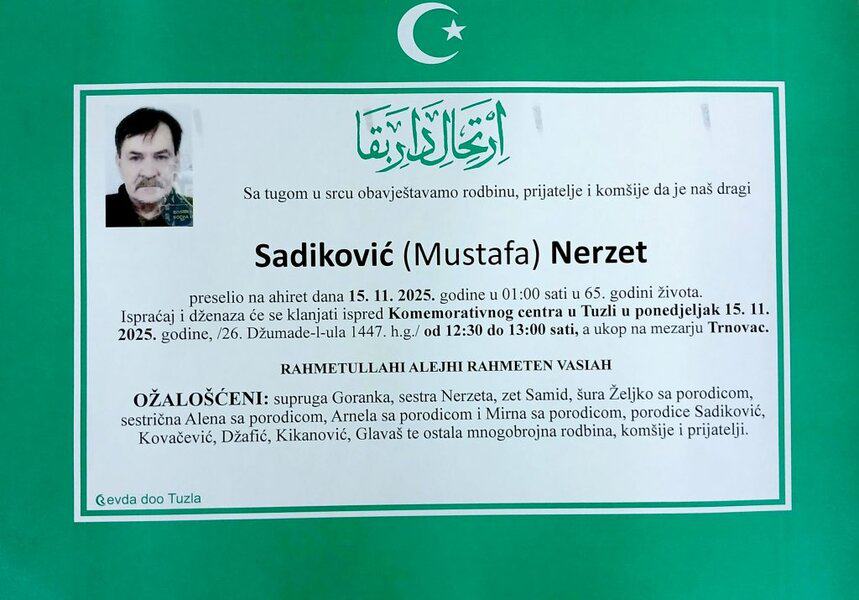 اِرْتِحَالِ دَارِ بَقَا
Sa tugom u srcu obavještavamo rodbinu, prijatelje i komšije da je naš dragi
Sadiković (Mustafa) Nerzet
preselio na ahiret dana 15. 11. 2025. godine u 01:00 sati u 65. godini života.
Ispraćaj i dženaza će se klanjati ispred Komemorativnog centra u Tuzli u ponedjeljak 15. 11.
2025. godine, /26. Džumade-l-ula 1447. h.g./ od 12:30 do 13:00 sati, a ukop na mezarju Trnovac.
RAHMETULLAHI ALEJHI RAHMETEN VASIAH
OŽALOŠĆENI: supruga Goranka, sestra Nerzeta, zet Samid, šura Željko sa porodicom,
sestrična Alena sa porodicom, Arnela sa porodicom i Mirna sa porodicom, porodice Sadiković,
Kovačević, Džafić, Kikanović, Glavaš te ostala mnogobrojna rodbina, komšije i prijatelji.
evda doo Tuzla